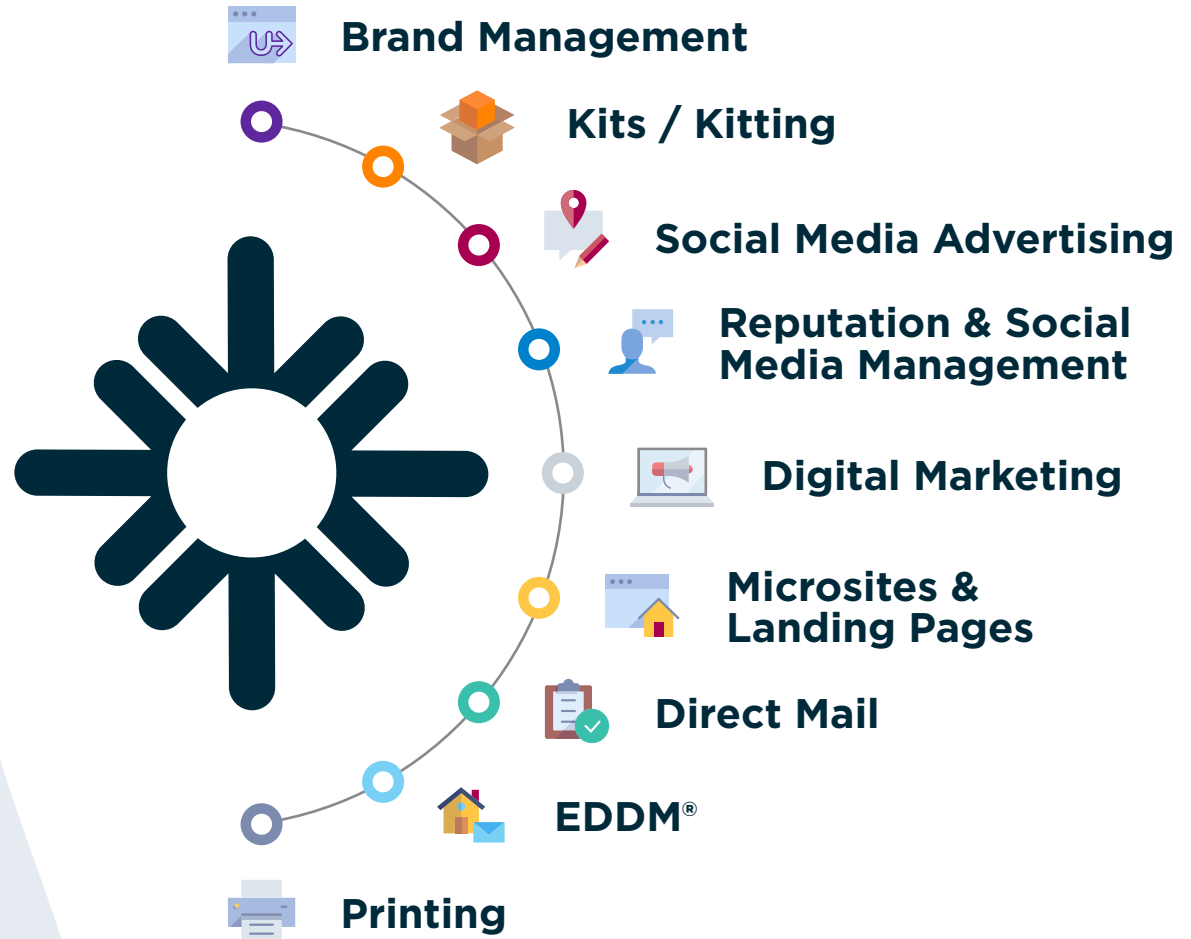 Brand Management
Kits / Kitting
Social Media Advertising
Reputation & Social
Media Management
Digital Marketing
Microsites &
Landing Pages
Direct Mail
EDDM®
Printing